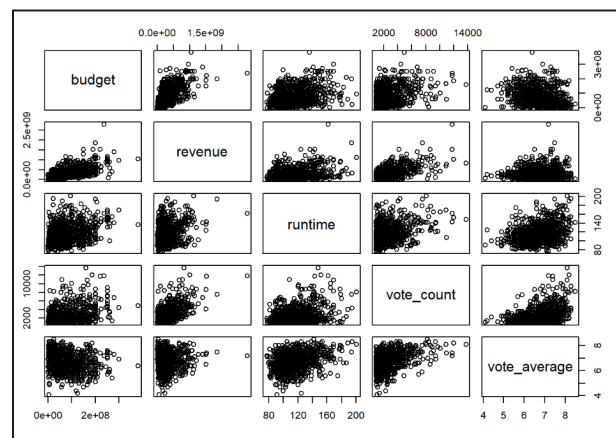 0.0e+00 1.5e+09
2000 8000 14000
budget
0e+00 3e+08
0.0e+00 2.5e+09
revenue
runtime
80 140 200
2000 10000
vote_count
vote_average
4 6 8
0e+00 2e+08
80 120 160 200
4 5 6 7 8